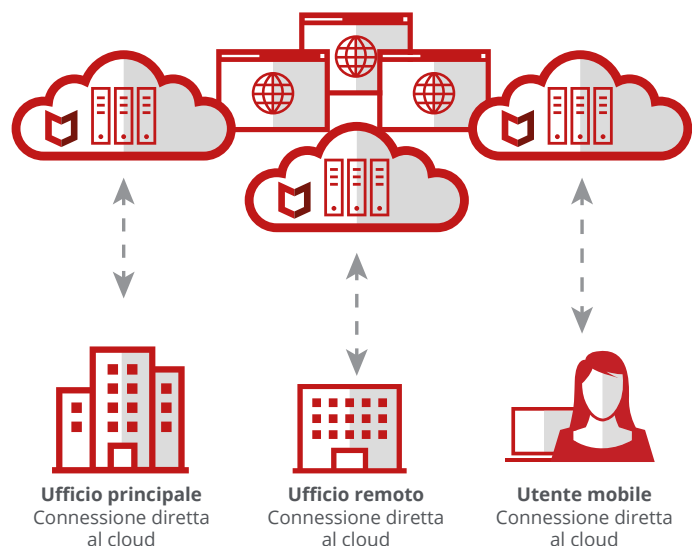 Ufficio principale
Connessione diretta
al cloud
Ufficio remoto
Connessione diretta
al cloud
Utente mobile
Connessione diretta
al cloud